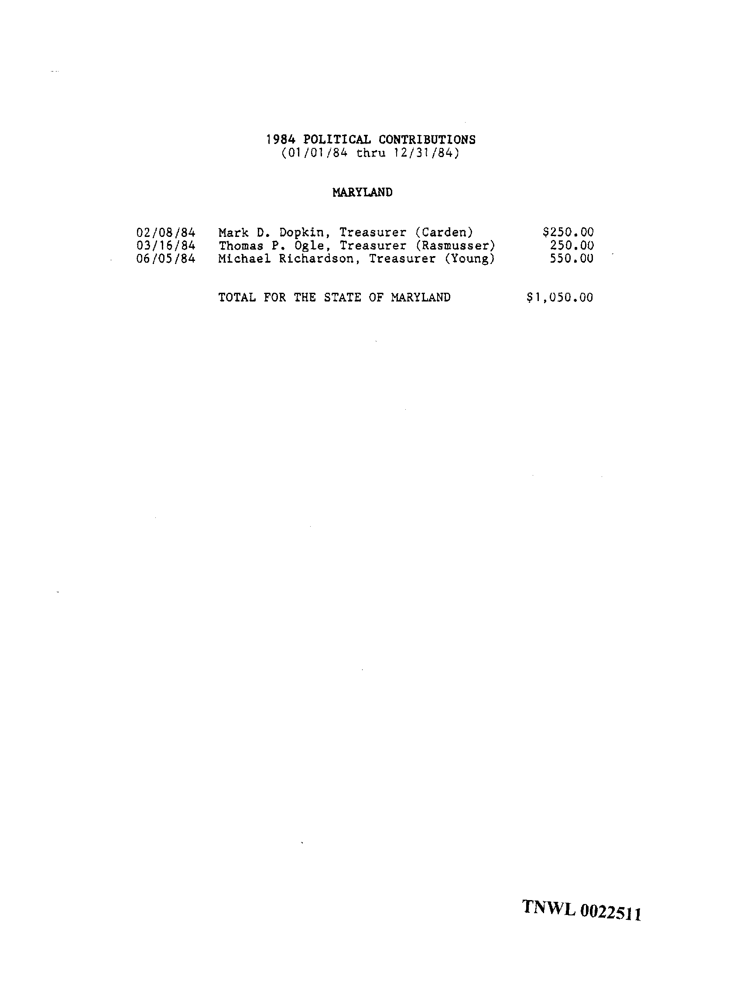 1984 POLITICAL CONTRIBUTIONS
(01/01/84 thru 12/31/84)
MARYLAND
02/08/84 Mark D. Dopkin, Treasurer (Carden) $250.00
03/16/84 Thomas P. Ogle, Treasurer (Rasmusser) 250.00
06/05/84 Michael Richardson, Treasurer (Young) 550.00
TOTAL FOR THE STATE OF MARYLAND $1,050.00
TNWL 0022511